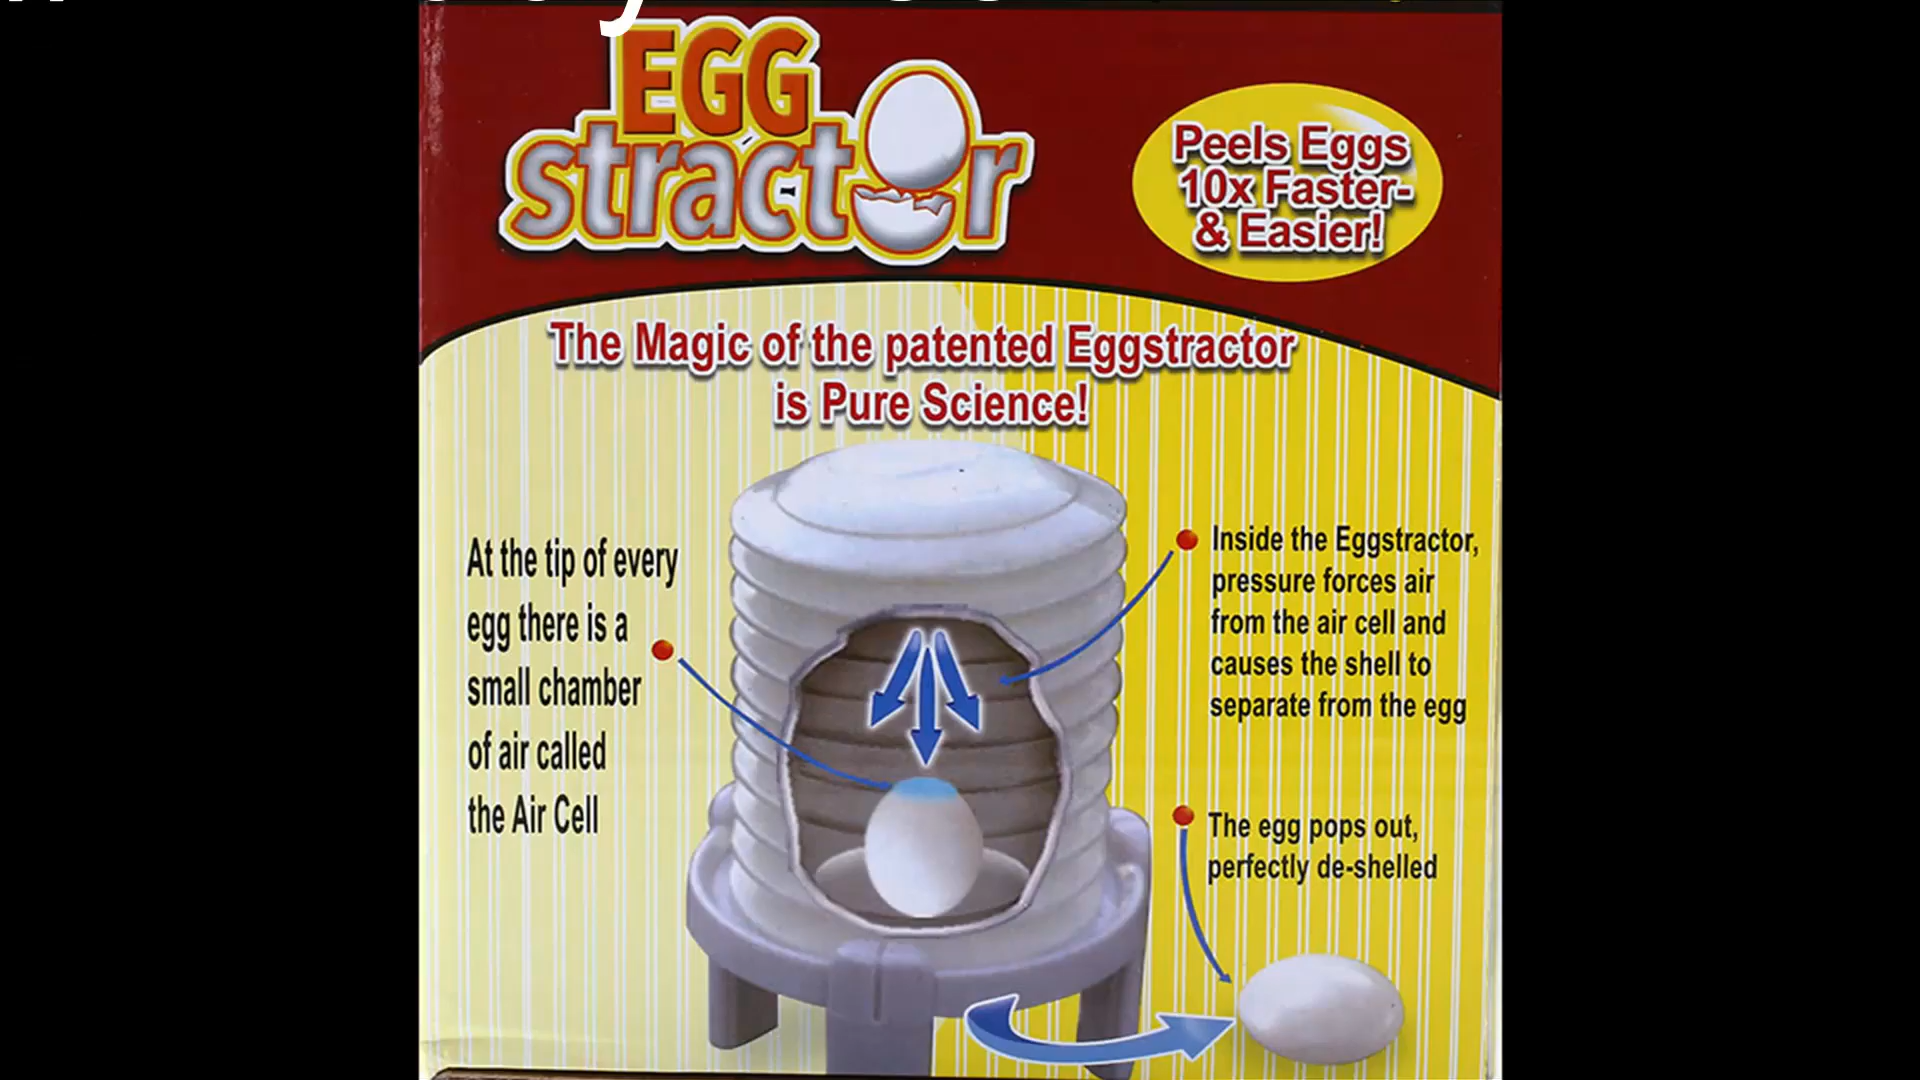 EGG
stractor
Peels Eggs
10x Faster-
& Easier!
The Magic of the patented Eggstractor
is Pure Science!
At the tip of every
egg there is a
small chamber
of air called
the Air Cell
Inside the Eggstractor,
pressure forces air
from the air cell and
causes the shell to
separate from the egg
The egg pops out,
perfectly de-shelled